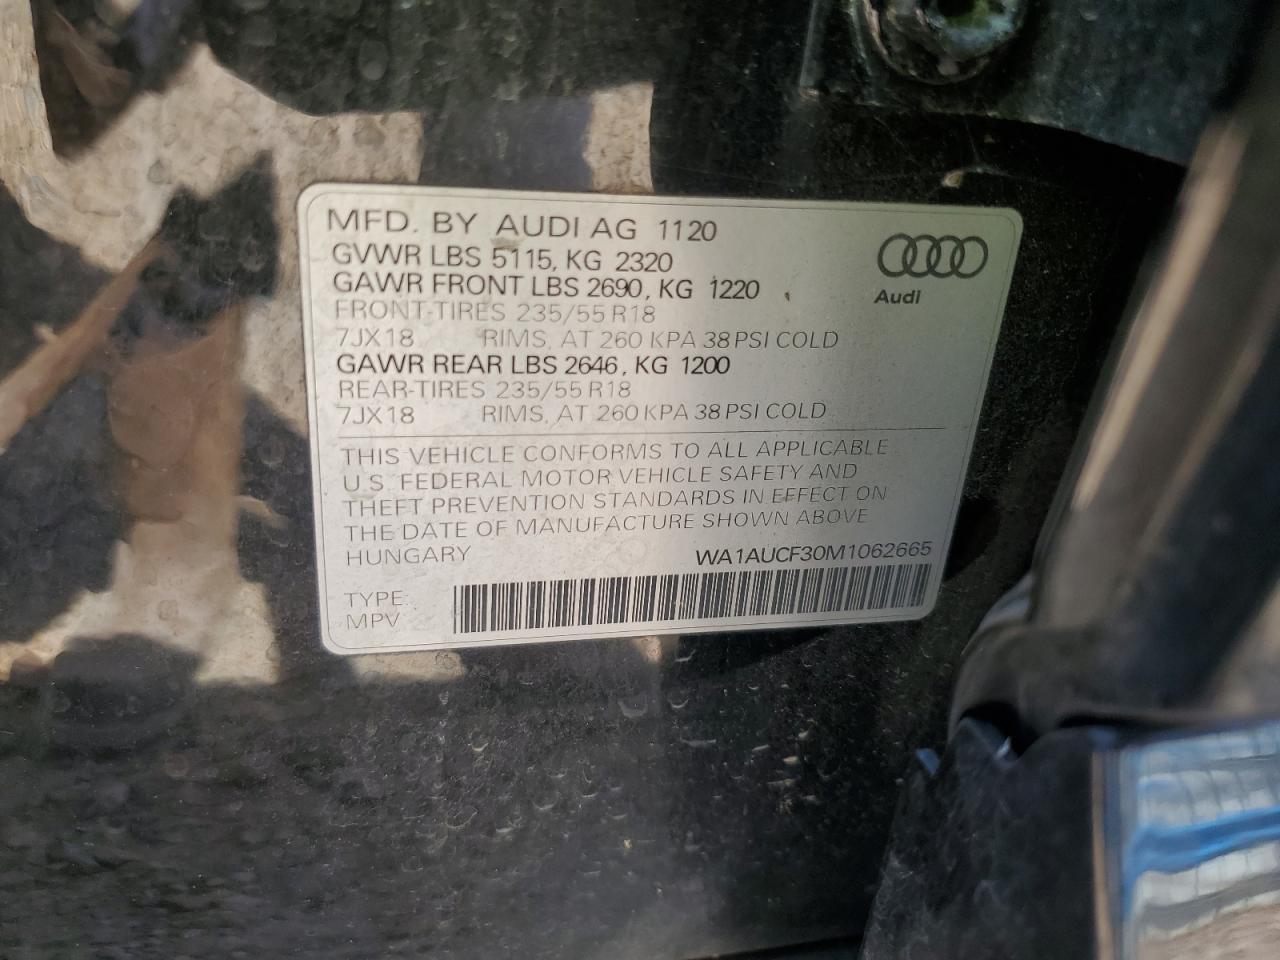 MFD. BY AUDI AG 1120
GVWR LBS 5115, KG 2320
GAWR FRONT LBS 2690, KG 1220
FRONT-TIRES 235/55 R18
7JX18 RIMS, AT 260 KPA 38 PSI COLD
GAWR REAR LBS 2646, KG 1200
REAR-TIRES 235/55 R18
7JX18 RIMS, AT 260 KPA 38 PSI COLD
Audi
THIS VEHICLE CONFORMS TO ALL APPLICABLE
U.S. FEDERAL MOTOR VEHICLE SAFETY AND
THEFT PREVENTION STANDARDS IN EFFECT ON
THE DATE OF MANUFACTURE SHOWN ABOVE
HUNGARY WA1AUCF30M1062665
TYPE:
MPV